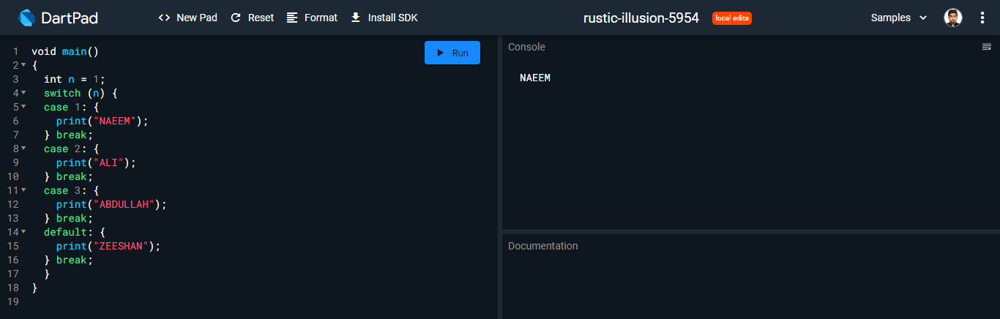 DartPad <> New Pad Reset Format Install SDK rustic-illusion-5954 local edits Samples
Run
1 void main()
2 {
3 int n = 1;
4 switch (n) {
5 case 1: {
6 print("NAEEM");
7 } break;
8 case 2: {
9 print("ALI");
10 } break;
11 case 3: {
12 print("ABDULLAH");
13 } break;
14 default: {
15 print("ZEESHAN");
16 } break;
17 }
18 }
19
Console
NAEEM
Documentation